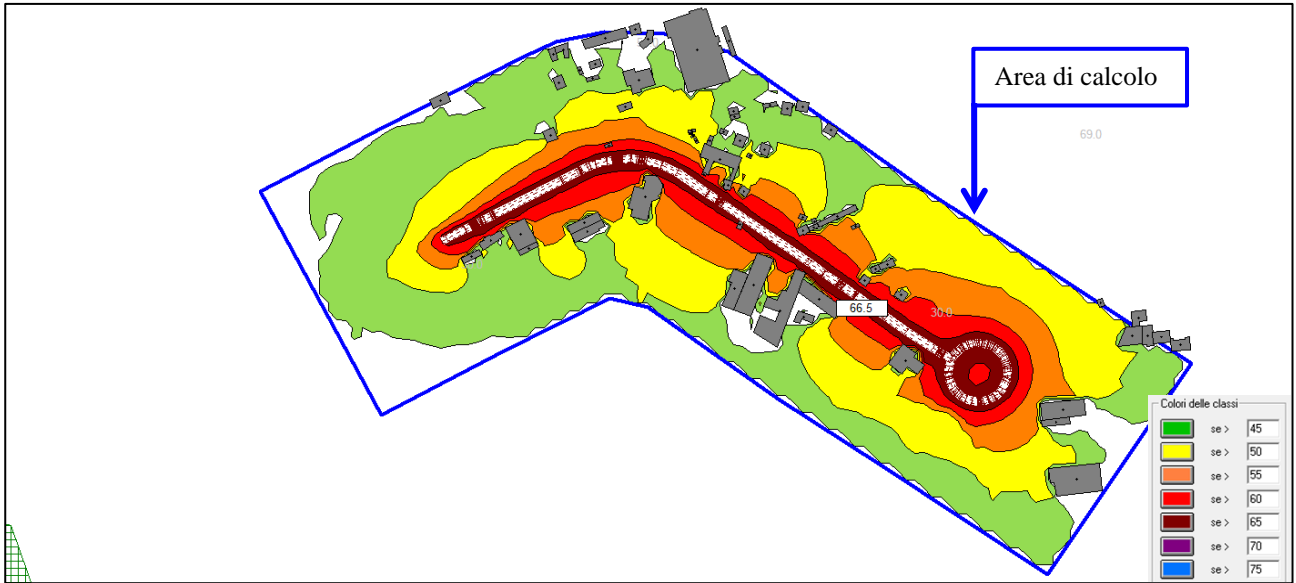 Area di calcolo
69.0
66.5
30.0
Colori delle classi
se > 45
se > 50
se > 55
se > 60
se > 65
se > 70
se > 75